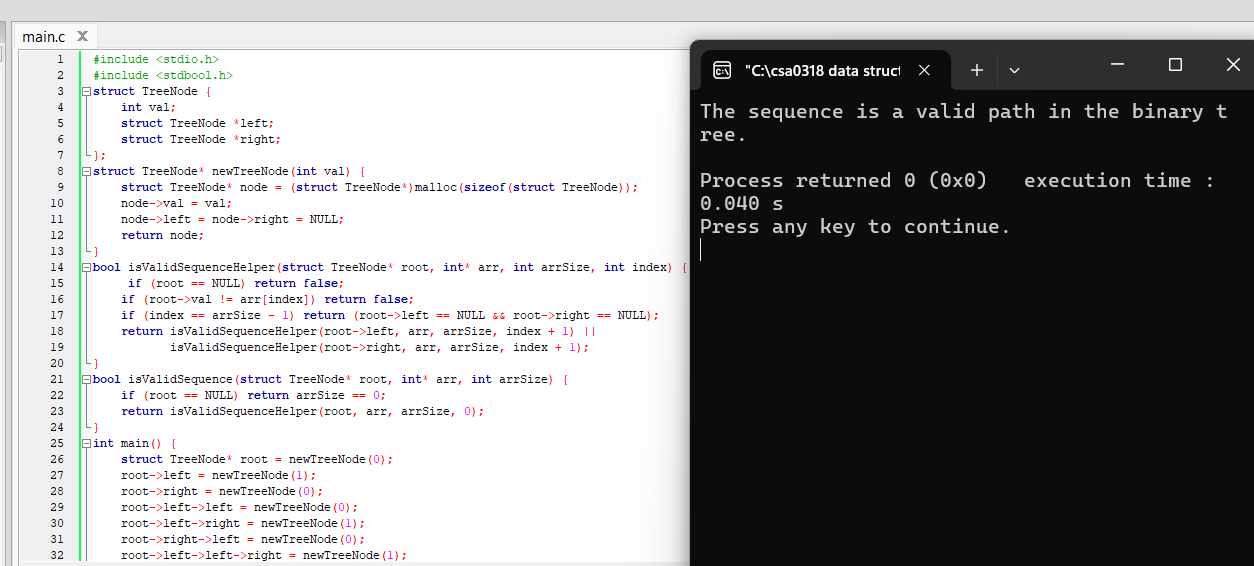 main.c
1 #include <stdio.h>
2 #include <stdbool.h>
3 struct TreeNode {
4     int val;
5     struct TreeNode *left;
6     struct TreeNode *right;
7 };
8 struct TreeNode* newTreeNode(int val) {
9     struct TreeNode* node = (struct TreeNode*)malloc(sizeof(struct TreeNode));
10     node->val = val;
11     node->left = node->right = NULL;
12     return node;
13 }
14 bool isValidSequenceHelper(struct TreeNode* root, int* arr, int arrSize, int index) {
15      if (root == NULL) return false;
16     if (root->val != arr[index]) return false;
17     if (index == arrSize - 1) return (root->left == NULL && root->right == NULL);
18     return isValidSequenceHelper(root->left, arr, arrSize, index + 1) ||
19            isValidSequenceHelper(root->right, arr, arrSize, index + 1);
20 }
21 bool isValidSequence(struct TreeNode* root, int* arr, int arrSize) {
22     if (root == NULL) return arrSize == 0;
23     return isValidSequenceHelper(root, arr, arrSize, 0);
24 }
25 int main() {
26     struct TreeNode* root = newTreeNode(0);
27     root->left = newTreeNode(1);
28     root->right = newTreeNode(0);
29     root->left->left = newTreeNode(0);
30     root->left->right = newTreeNode(1);
31     root->right->left = newTreeNode(0);
32     root->left->left->right = newTreeNode(1);
"C:\csa0318 data struct
The sequence is a valid path in the binary t
ree.
Process returned 0 (0x0)   execution time :
0.040 s
Press any key to continue.